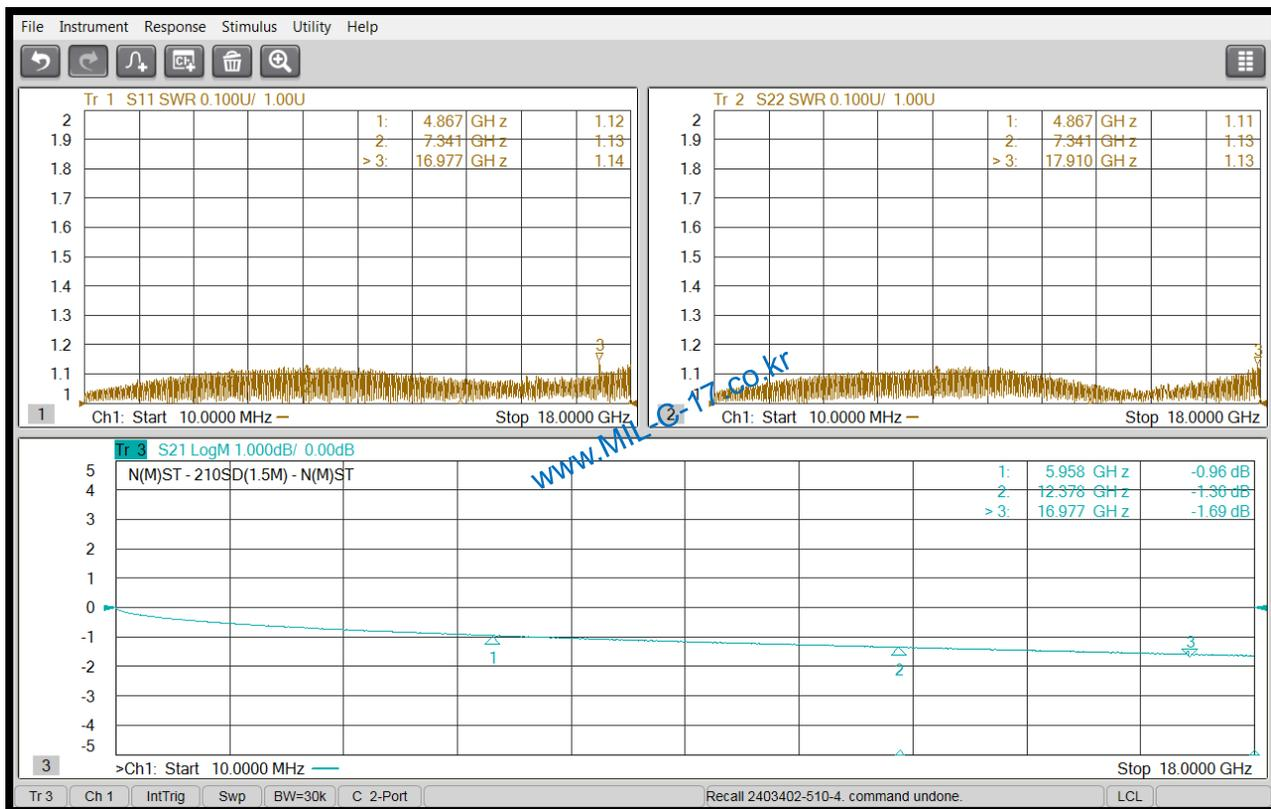 File Instrument Response Stimulus Utility Help
CH
Tr 1 S11 SWR 0.100U/ 1.00U
2
1.9
1.8
1.7
1.6
1.5
1.4
1.3
1.2
1.1
1
1: 4.867 GHz 1.12
2: 7.341 GHz 1.13
> 3: 16.977 GHz 1.14
3
1 Ch1: Start 10.0000 MHz Stop 18.0000 GHz
Tr 2 S22 SWR 0.100U/ 1.00U
2
1.9
1.8
1.7
1.6
1.5
1.4
1.3
1.2
1.1
1
1: 4.867 GHz 1.11
2: 7.341 GHz 1.13
> 3: 17.910 GHz 1.13
3
2 Ch1: Start 10.0000 MHz Stop 18.0000 GHz
www.MIL-C-17.co.kr
Tr 3 S21 LogM 1.000dB/ 0.00dB
N(M)ST - 210SD(1.5M) - N(M)ST
5
4
3
2
1
0
-1
-2
-3
-4
-5
1: 5.958 GHz -0.96 dB
2: 12.378 GHz -1.36 dB
> 3: 16.977 GHz -1.69 dB
1
2
3
3 >Ch1: Start 10.0000 MHz Stop 18.0000 GHz
Tr 3 Ch 1 IntTrig Swp BW=30k C 2-Port Recall 2403402-510-4. command undone. LCL